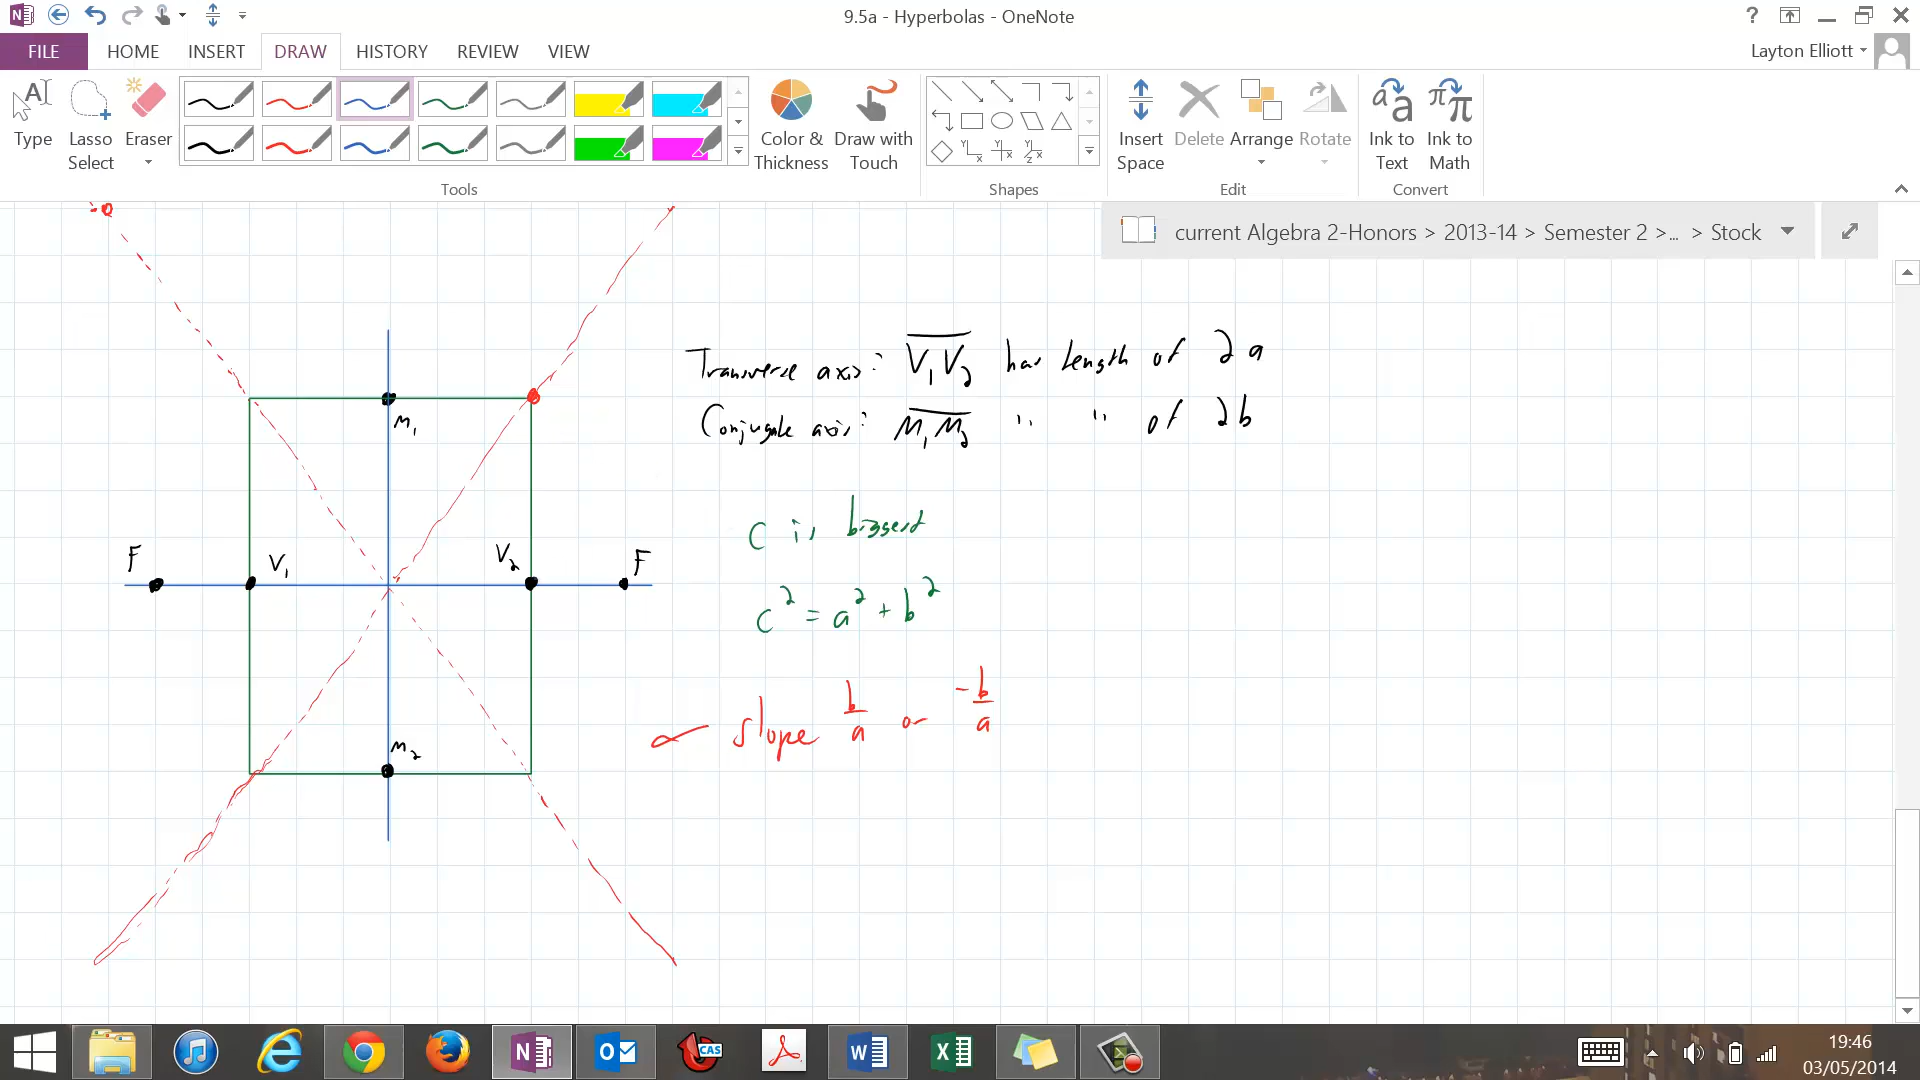 9.5a - Hyperbolas - OneNote
FILE HOME INSERT DRAW HISTORY REVIEW VIEW
Layton Elliott
Type
Lasso Select
Eraser
Color & Thickness
Draw with Touch
Insert Space
Delete
Arrange
Rotate
Ink to Text
Ink to Math
Tools
Shapes
Edit
Convert
current Algebra 2-Honors > 2013-14 > Semester 2 >... > Stock
Transverse axis: V₁V₂ has length of 2a
Conjugate axis: M₁M₂ " " of 2b
M₁
c is biggest
F V₁ V₂ F
c² = a² + b²
slope b/a or -b/a
M₂
CAS
19:46
03/05/2014